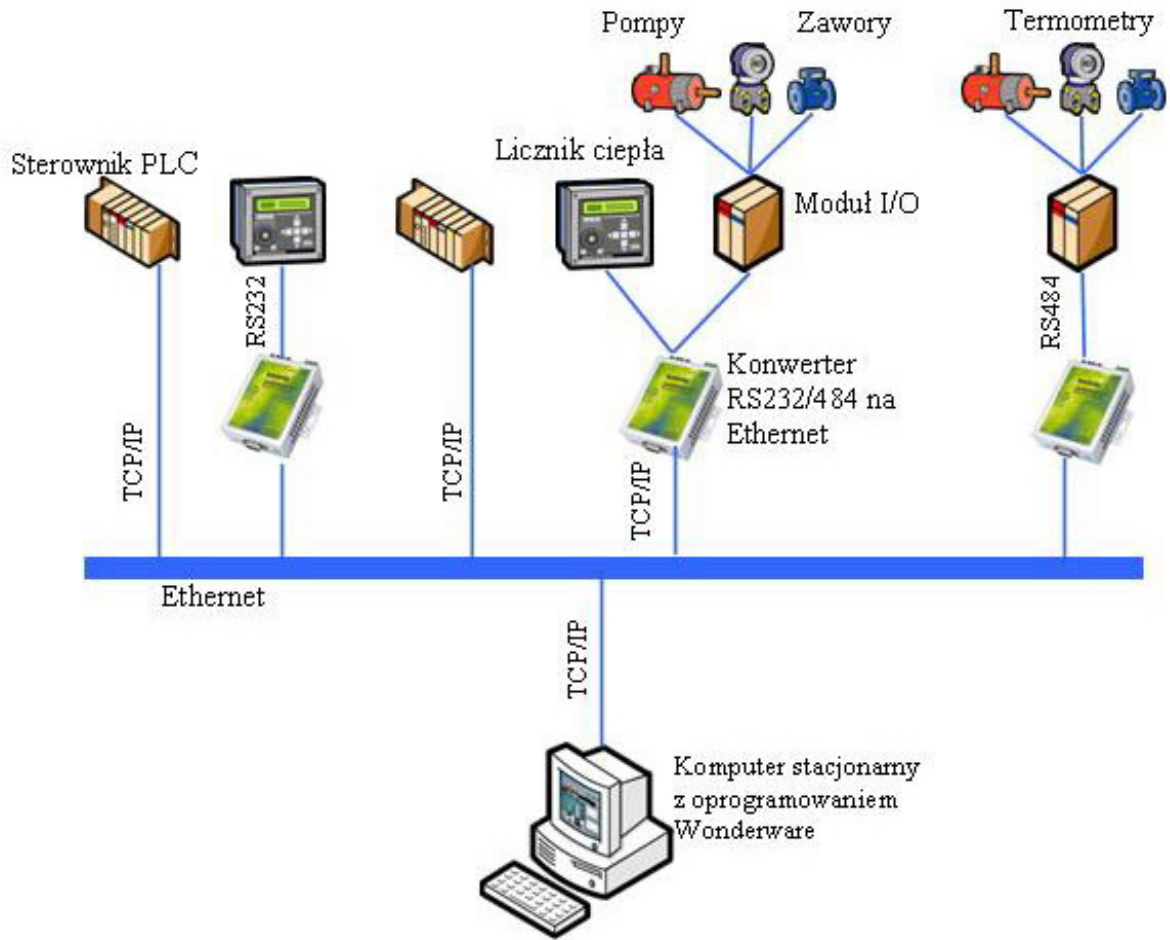 Pompy
Zawory
Termometry
Sterownik PLC
Licznik ciepła
Moduł I/O
RS232
RS484
Konwerter
RS232/484 na
Ethernet
TCP/IP
TCP/IP
TCP/IP
Ethernet
TCP/IP
Komputer stacjonarny
z oprogramowaniem
Wonderware